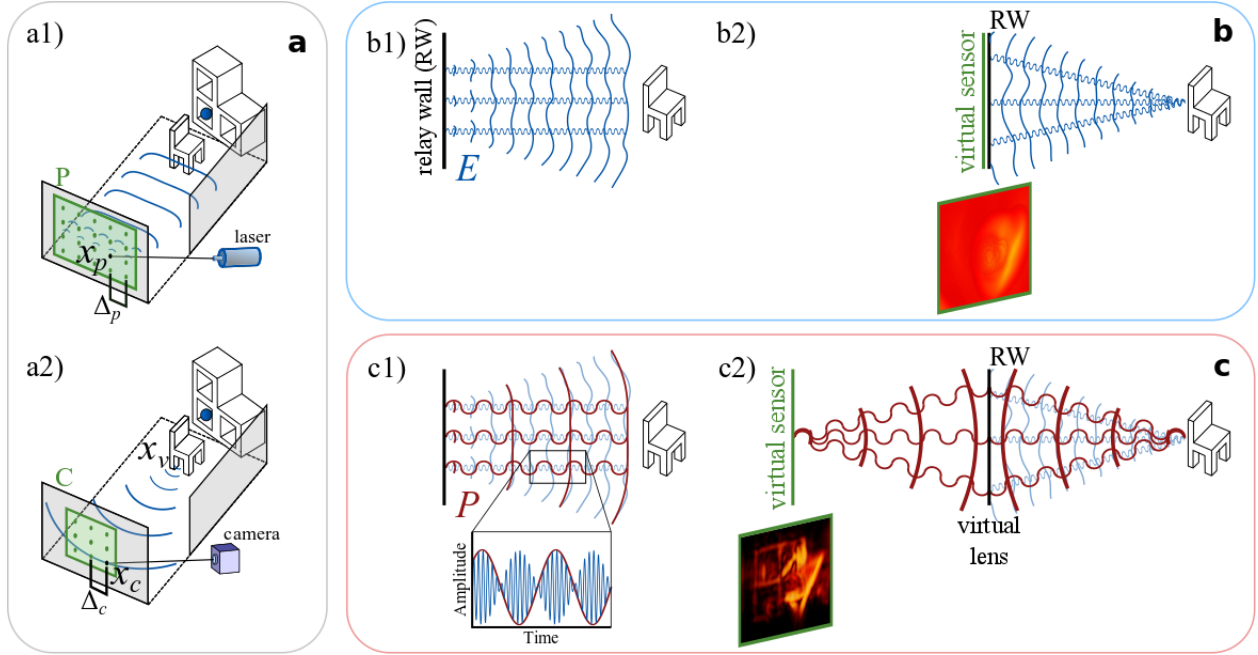 a1)
a
P
x_p
laser
Δ_p
a2)
x_v
C
camera
x_c
Δ_c
b1)
relay wall (RW)
E
b2)
RW
b
virtual sensor
c1)
P
Amplitude
Time
c2)
RW
c
virtual sensor
virtual
lens